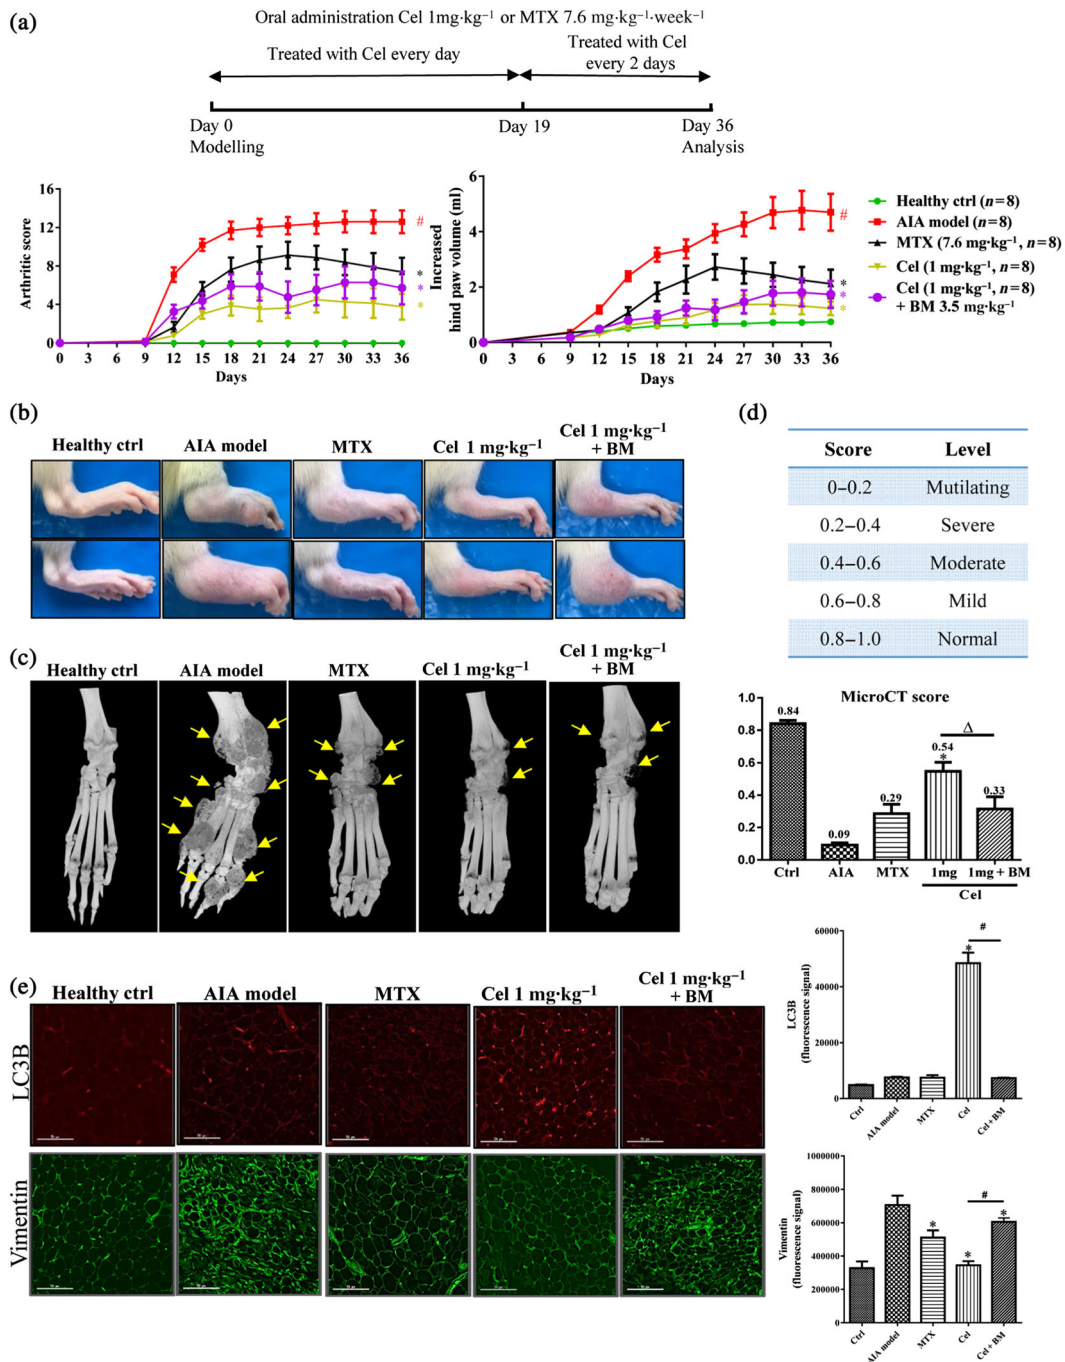 (a)
Oral administration Cel 1mg·kg⁻¹ or MTX 7.6 mg·kg⁻¹·week⁻¹
Treated with Cel every day
Treated with Cel
every 2 days
Day 0
Modelling
Day 19
Day 36
Analysis
Arthritic score
16
12
8
4
0
0 3 6 9 12 15 18 21 24 27 30 33 36
Days
#
*
*
*
Increased
hind paw volume (ml)
6
4
2
0
0 3 6 9 12 15 18 21 24 27 30 33 36
Days
#
*
*
*
Healthy ctrl (n=8)
AIA model (n=8)
MTX (7.6 mg·kg⁻¹, n=8)
Cel (1 mg·kg⁻¹, n=8)
Cel (1 mg·kg⁻¹, n=8)
+ BM 3.5 mg·kg⁻¹
(b)
Healthy ctrl AIA model MTX Cel 1 mg·kg⁻¹ Cel 1 mg·kg⁻¹
+ BM
(c)
Healthy ctrl AIA model MTX Cel 1 mg·kg⁻¹ Cel 1 mg·kg⁻¹
+ BM
(d)
Score Level
0–0.2 Mutilating
0.2–0.4 Severe
0.4–0.6 Moderate
0.6–0.8 Mild
0.8–1.0 Normal
MicroCT score
1.0
0.8
0.6
0.4
0.2
0.0
0.84
0.09
0.29
0.54
*
0.33
Δ
Ctrl AIA MTX 1mg 1mg + BM
Cel
(e)
Healthy ctrl AIA model MTX Cel 1 mg·kg⁻¹ Cel 1 mg·kg⁻¹
+ BM
LC3B
Vimentin
LC3B
(fluorescence signal)
60000
40000
20000
0
*
#
Ctrl AIA model MTX Cel Cel + BM
Vimentin
(fluorescence signal)
1000000
800000
600000
400000
200000
0
*
*
#
*
Ctrl AIA model MTX Cel Cel + BM